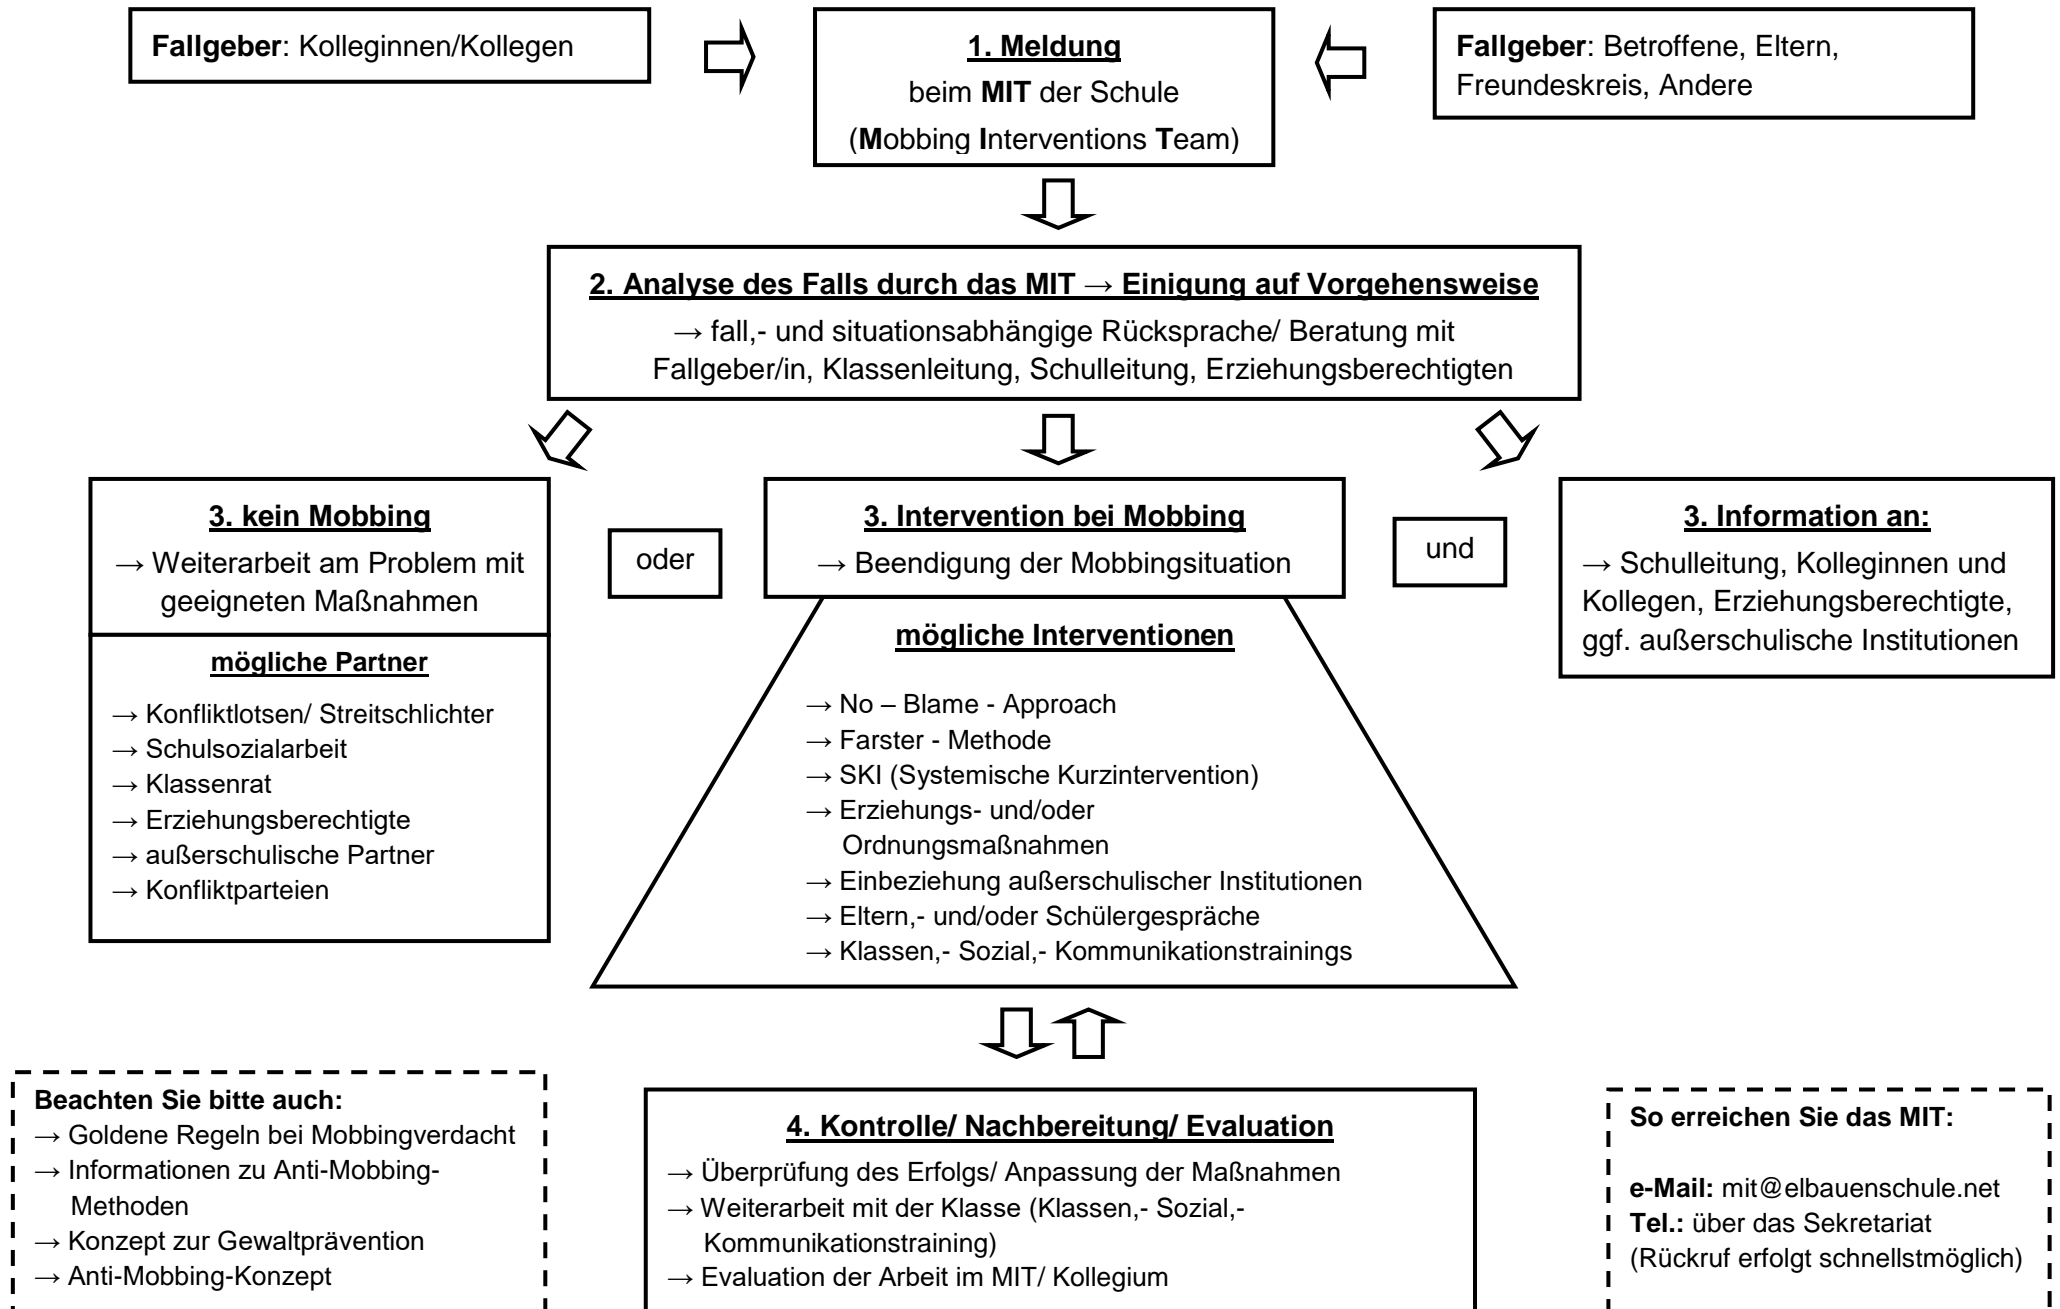 Fallgeber: Kolleginnen/Kollegen
1. Meldung
beim MIT der Schule
(Mobbing Interventions Team)
Fallgeber: Betroffene, Eltern,
Freundeskreis, Andere
2. Analyse des Falls durch das MIT → Einigung auf Vorgehensweise
→ fall,- und situationsabhängige Rücksprache/ Beratung mit
Fallgeber/in, Klassenleitung, Schulleitung, Erziehungsberechtigten
3. kein Mobbing
→ Weiterarbeit am Problem mit
geeigneten Maßnahmen
mögliche Partner
→ Konfliktlotsen/ Streitschlichter
→ Schulsozialarbeit
→ Klassenrat
→ Erziehungsberechtigte
→ außerschulische Partner
→ Konfliktparteien
oder
3. Intervention bei Mobbing
→ Beendigung der Mobbingsituation
mögliche Interventionen
→ No – Blame - Approach
→ Farster - Methode
→ SKI (Systemische Kurzintervention)
→ Erziehungs- und/oder
Ordnungsmaßnahmen
→ Einbeziehung außerschulischer Institutionen
→ Eltern,- und/oder Schülergespräche
→ Klassen,- Sozial,- Kommunikationstrainings
und
3. Information an:
→ Schulleitung, Kolleginnen und
Kollegen, Erziehungsberechtigte,
ggf. außerschulische Institutionen
Beachten Sie bitte auch:
→ Goldene Regeln bei Mobbingverdacht
→ Informationen zu Anti-Mobbing-
Methoden
→ Konzept zur Gewaltprävention
→ Anti-Mobbing-Konzept
4. Kontrolle/ Nachbereitung/ Evaluation
→ Überprüfung des Erfolgs/ Anpassung der Maßnahmen
→ Weiterarbeit mit der Klasse (Klassen,- Sozial,-
Kommunikationstraining)
→ Evaluation der Arbeit im MIT/ Kollegium
So erreichen Sie das MIT:
e-Mail: mit@elbauenschule.net
Tel.: über das Sekretariat
(Rückruf erfolgt schnellstmöglich)